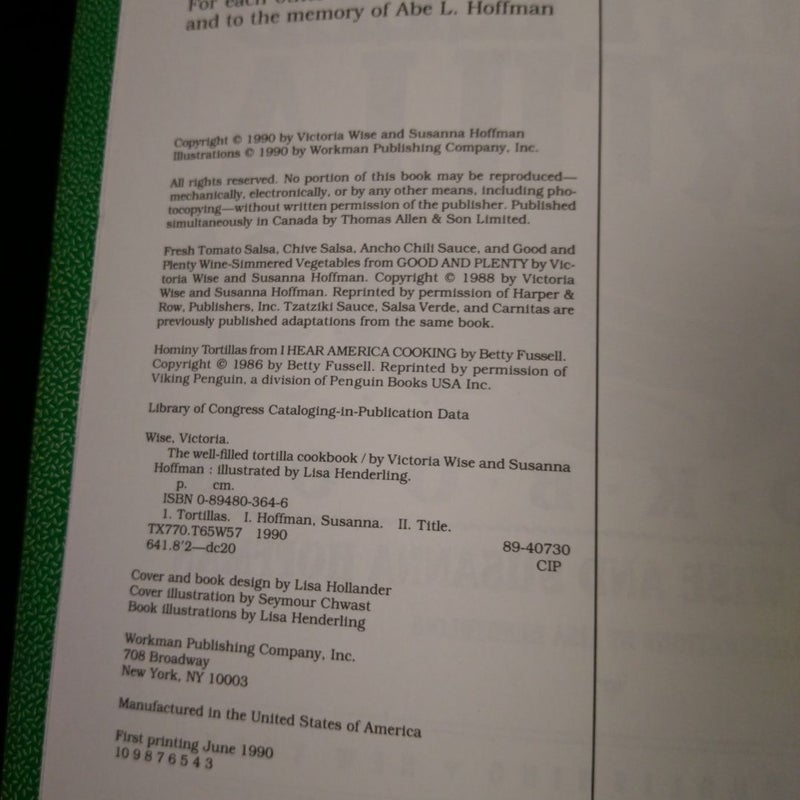 For each
and to the memory of Abe L. Hoffman
Copyright © 1990 by Victoria Wise and Susanna Hoffman
Illustrations © 1990 by Workman Publishing Company, Inc.
All rights reserved. No portion of this book may be reproduced—
mechanically, electronically, or by any other means, including pho-
tocopying—without written permission of the publisher. Published
simultaneously in Canada by Thomas Allen & Son Limited.
Fresh Tomato Salsa, Chive Salsa, Ancho Chili Sauce, and Good and
Plenty Wine-Simmered Vegetables from GOOD AND PLENTY by Vic-
toria Wise and Susanna Hoffman. Copyright © 1988 by Victoria
Wise and Susanna Hoffman. Reprinted by permission of Harper &
Row, Publishers, Inc. Tzatziki Sauce, Salsa Verde, and Carnitas are
previously published adaptations from the same book.
Hominy Tortillas from I HEAR AMERICA COOKING by Betty Fussell.
Copyright © 1986 by Betty Fussell. Reprinted by permission of
Viking Penguin, a division of Penguin Books USA Inc.
Library of Congress Cataloging-in-Publication Data
Wise, Victoria.
The well-filled tortilla cookbook / by Victoria Wise and Susanna
Hoffman : illustrated by Lisa Henderling.
p. cm.
ISBN 0-89480-364-6
1. Tortillas. I. Hoffman, Susanna. II. Title.
TX770.T65W57 1990
641.8'2—dc20 89-40730
CIP
Cover and book design by Lisa Hollander
Cover illustration by Seymour Chwast
Book illustrations by Lisa Henderling
Workman Publishing Company, Inc.
708 Broadway
New York, NY 10003
Manufactured in the United States of America
First printing June 1990
10 9 8 7 6 5 4 3